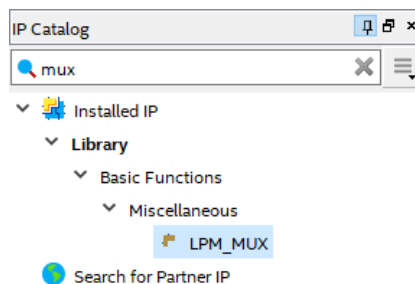 IP Catalog
mux
Installed IP
Library
Basic Functions
Miscellaneous
LPM_MUX
Search for Partner IP